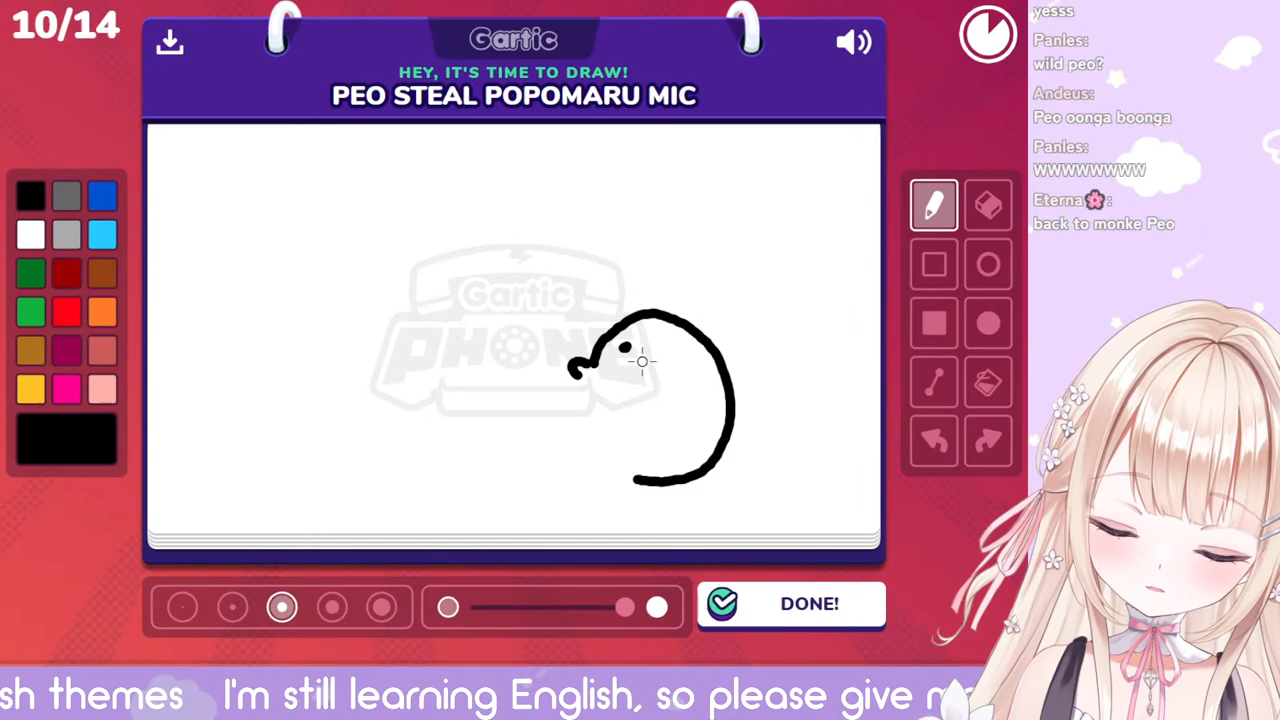 10/14
Gartic
HEY, IT'S TIME TO DRAW!
PEO STEAL POPOMARU MIC
Gartic
PHONE
DONE!
yesss
Panles:
wild peo?
Andeus:
Peo oonga boonga
Panles:
wwwwwwww
Eterna🌸:
back to monke Peo
sh themes I'm still learning English, so please give m